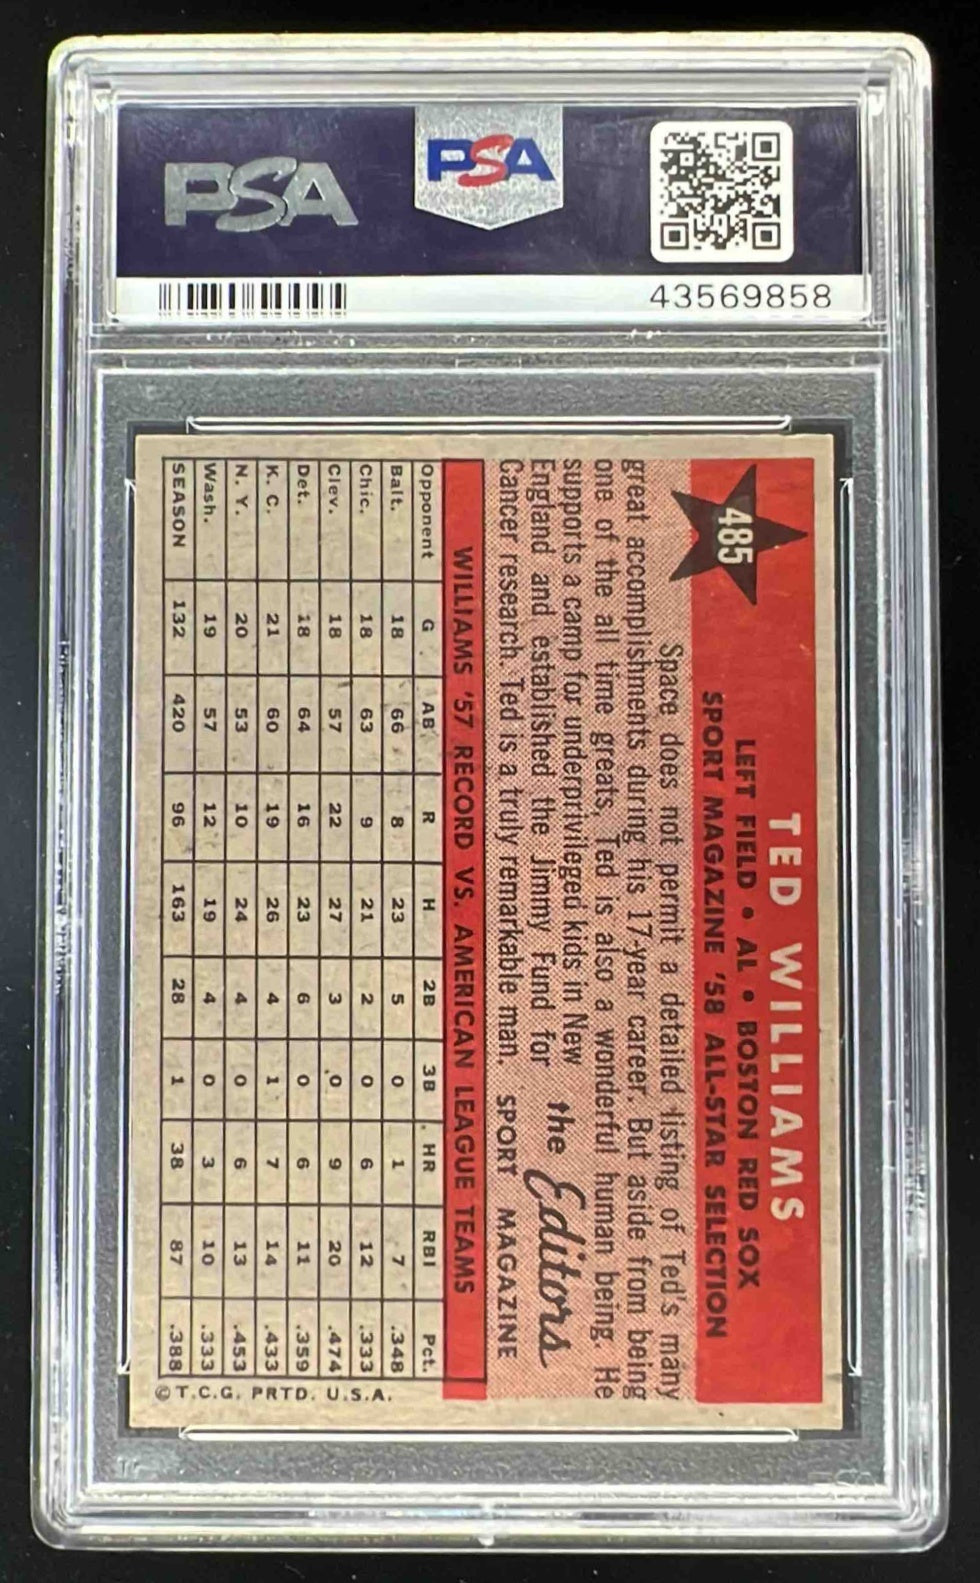 PSA
PSA
43569858
485
TED WILLIAMS
LEFT FIELD • AL • BOSTON RED SOX
SPORT MAGAZINE '58 ALL-STAR SELECTION
Space does not permit a detailed listing of Ted's many
great accomplishments during his 17-year career. But aside from being
one of the all time greats, Ted is also a wonderful human being. He
supports a camp for underprivileged kids in New
England and established the Jimmy Fund for
Cancer research. Ted is a truly remarkable man.
the Editors
SPORT MAGAZINE
WILLIAMS '57 RECORD VS. AMERICAN LEAGUE TEAMS
Opponent G AB R H 2B 3B HR RBI Pct.
Balt. 18 66 8 23 5 0 1 7 .348
Chic. 18 63 9 21 2 0 6 12 .333
Clev. 18 57 22 27 3 0 9 20 .474
Det. 18 64 16 23 6 0 6 11 .359
K. C. 21 60 19 26 4 1 7 14 .433
N. Y. 20 53 10 24 4 0 6 13 .453
Wash. 19 57 12 19 4 0 3 10 .333
SEASON 132 420 96 163 28 1 38 87 .388
© T.C.G. PRTD. U.S.A.